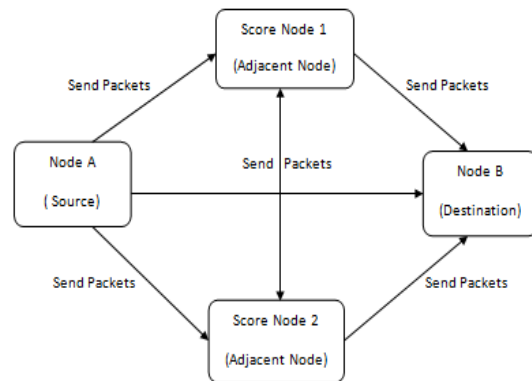 Score Node 1
(Adjacent Node)
Send Packets
Send Packets
Node A
( Source)
Send Packets
Node B
(Destination)
Send Packets
Send Packets
Score Node 2
(Adjacent Node)